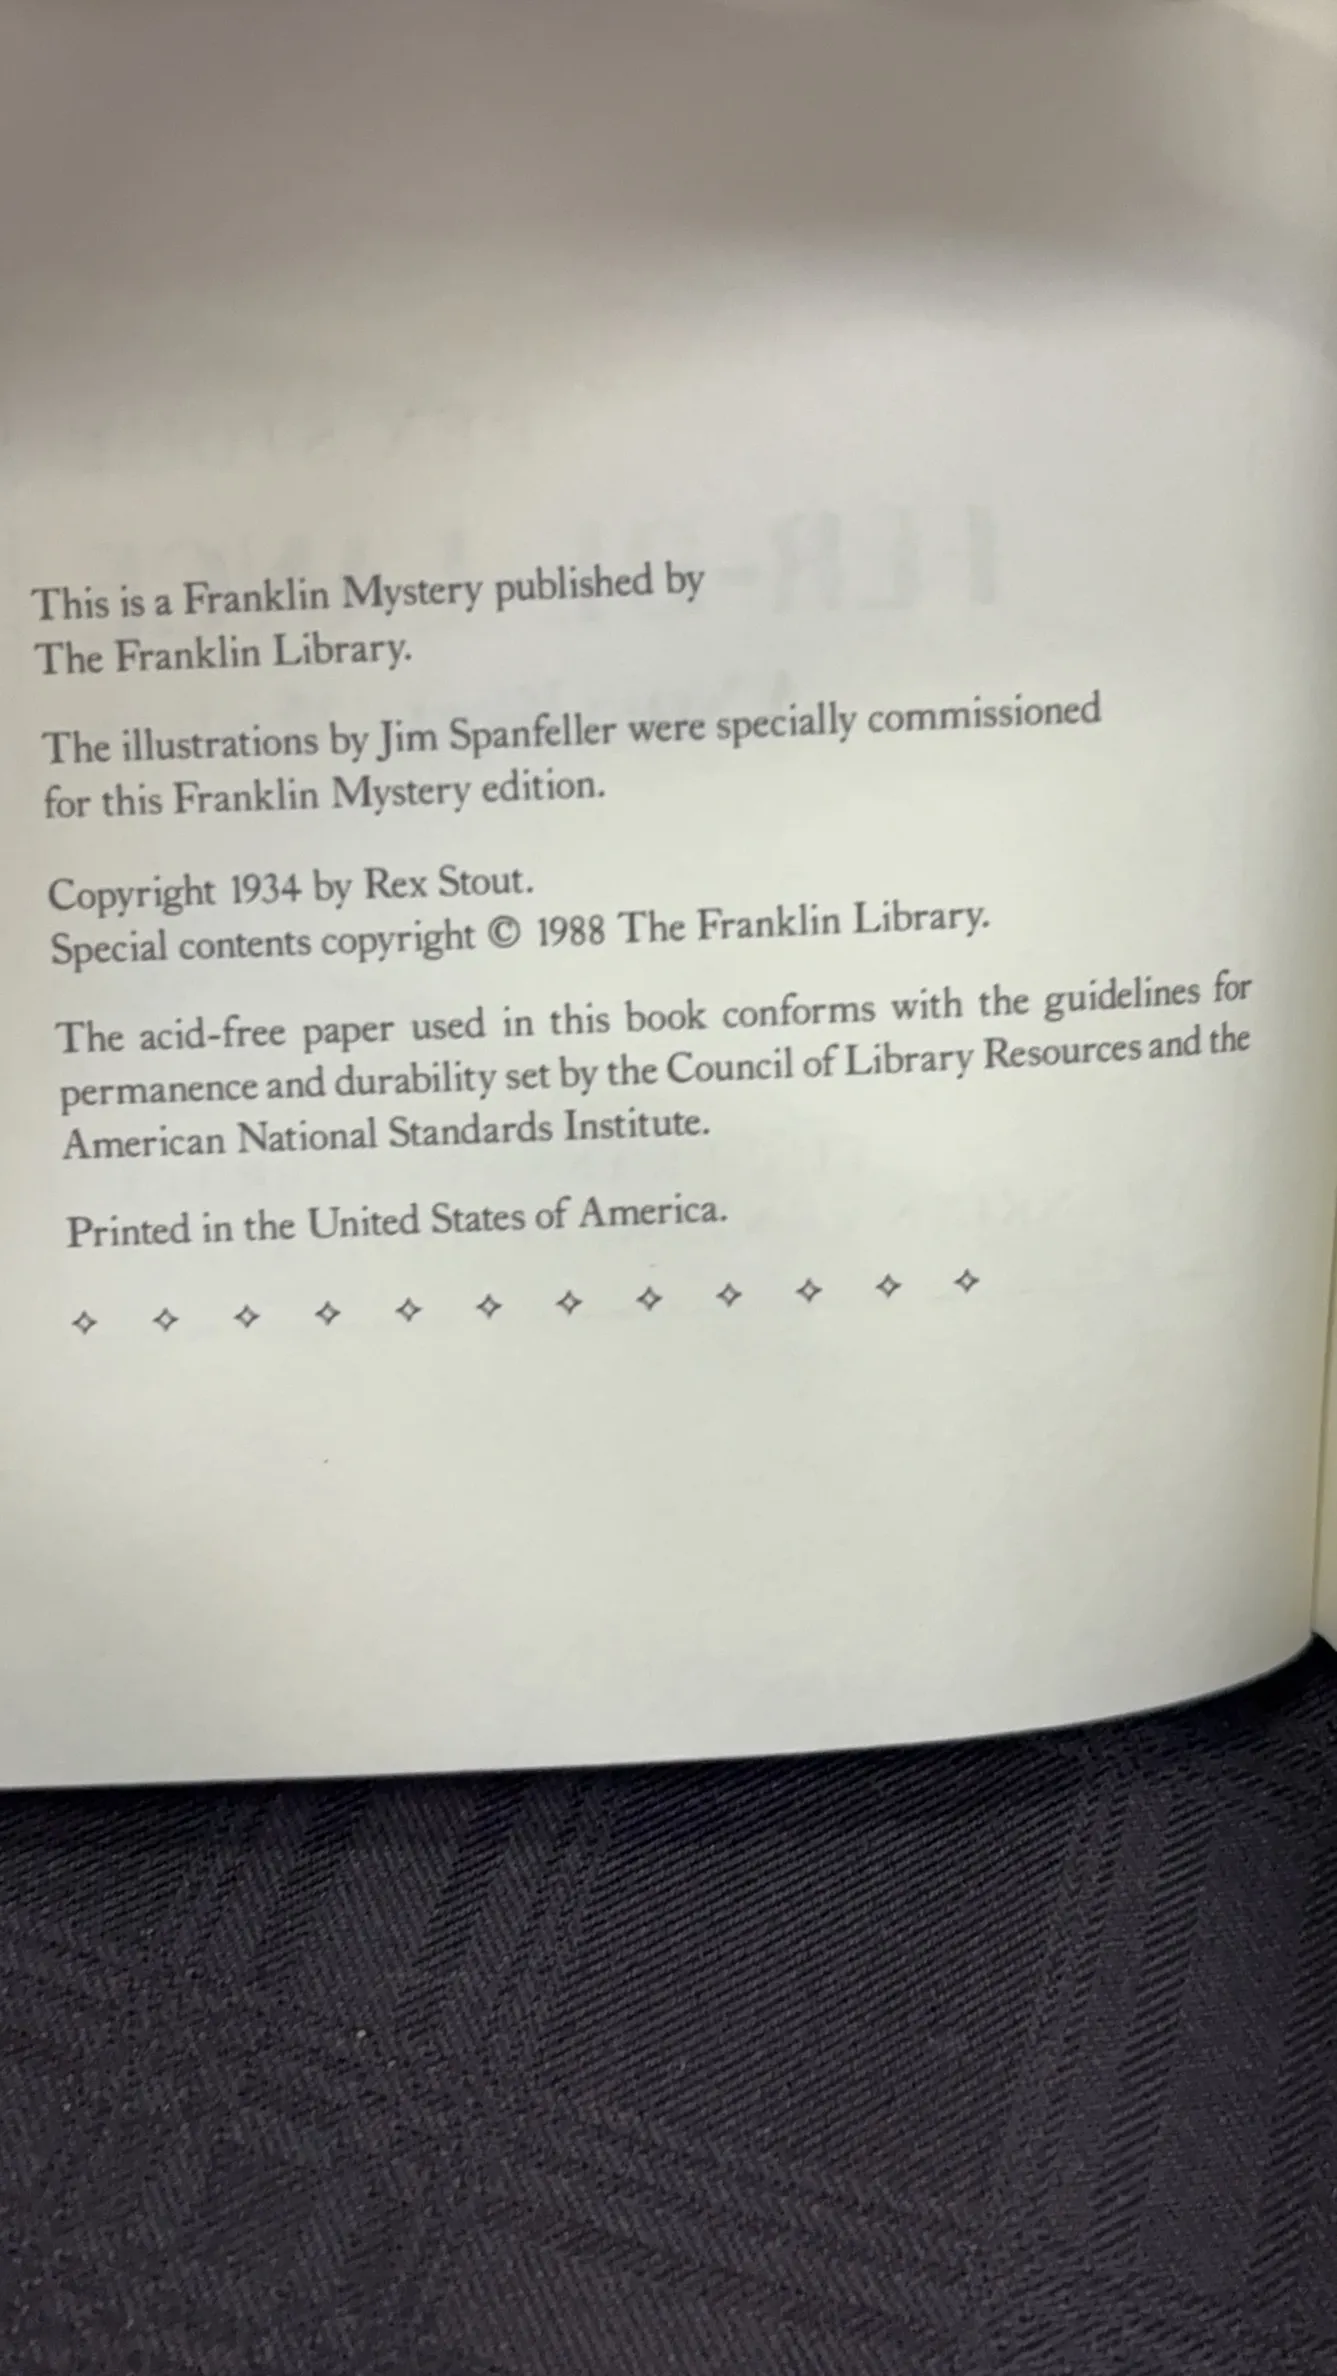 This is a Franklin Mystery published by
The Franklin Library.
The illustrations by Jim Spanfeller were specially commissioned
for this Franklin Mystery edition.
Copyright 1934 by Rex Stout.
Special contents copyright © 1988 The Franklin Library.
The acid-free paper used in this book conforms with the guidelines for
permanence and durability set by the Council of Library Resources and the
American National Standards Institute.
Printed in the United States of America.